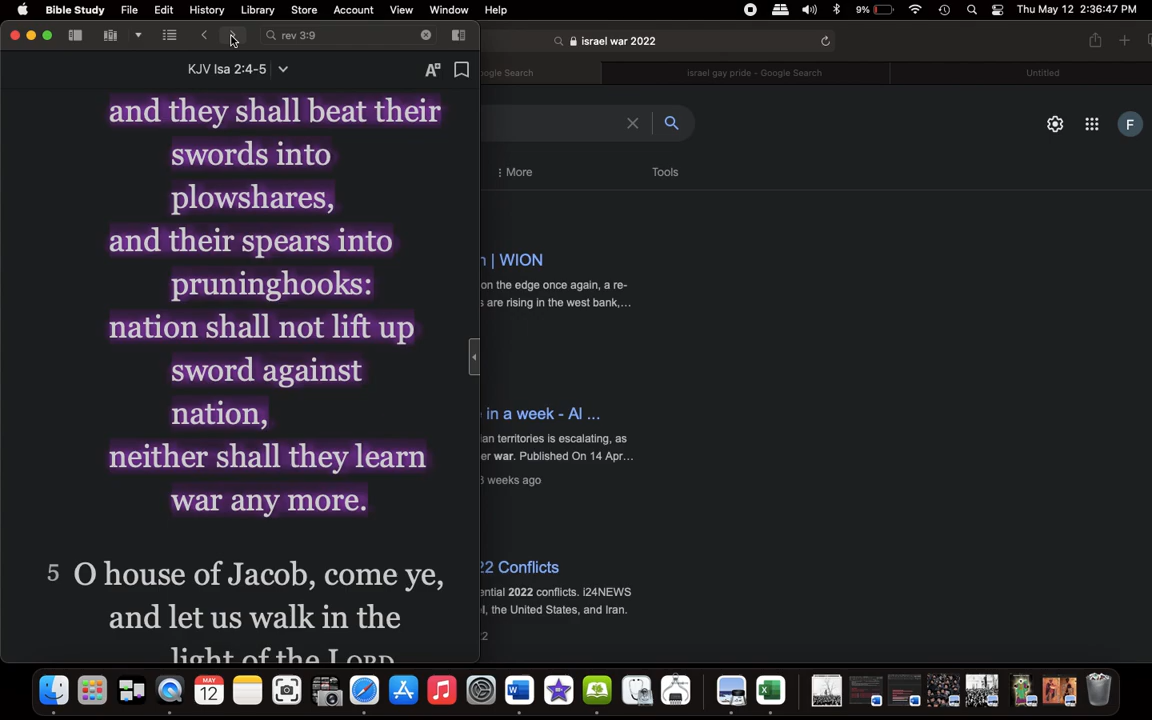 Bible Study File Edit History Library Store Account View Window Help 9% Thu May 12 2:36:47 PM
rev 3:9
israel war 2022
KJV Isa 2:4-5
oogle Search
israel gay pride - Google Search
Untitled
and they shall beat their
swords into
plowshares,
and their spears into
pruninghooks:
nation shall not lift up
sword against
nation,
neither shall they learn
war any more.
5 O house of Jacob, come ye,
and let us walk in the
light of the LORD
F
More
Tools
n | WION
on the edge once again, a re-
s are rising in the west bank,...
e in a week - Al ...
ian territories is escalating, as
er war. Published On 14 Apr...
3 weeks ago
22 Conflicts
ential 2022 conflicts. i24NEWS
l, the United States, and Iran.
22
MAY
12